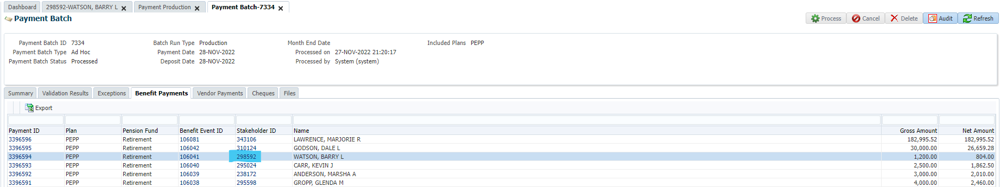 Dashboard 298592-WATSON, BARRY L Payment Production Payment Batch-7334
Payment Batch Process Cancel Delete Audit Refresh
Payment Batch ID 7334 Batch Run Type Production Month End Date Included Plans PEPP
Payment Batch Type Ad Hoc Payment Date 28-NOV-2022 Processed on 27-NOV-2022 21:20:17
Payment Batch Status Processed Deposit Date 28-NOV-2022 Processed by System (system)
Summary Validation Results Exceptions Benefit Payments Vendor Payments Cheques Files
Export
Payment ID Plan Pension Fund Benefit Event ID Stakeholder ID Name Gross Amount Net Amount
3396596 PEPP Retirement 106081 343106 LAWRENCE, MARJORIE R 182,995.52 182,995.52
3396595 PEPP Retirement 106042 310124 GODSON, DALE L 30,000.00 26,659.28
3396594 PEPP Retirement 106041 298592 WATSON, BARRY L 1,200.00 804.00
3396593 PEPP Retirement 106040 295024 CARR, KEVIN J 2,500.00 1,862.50
3396592 PEPP Retirement 106039 238172 ANDERSON, MARSHA A 3,000.00 2,010.00
3396591 PEPP Retirement 106038 295598 GROPP, GLENDA M 4,000.00 2,460.00